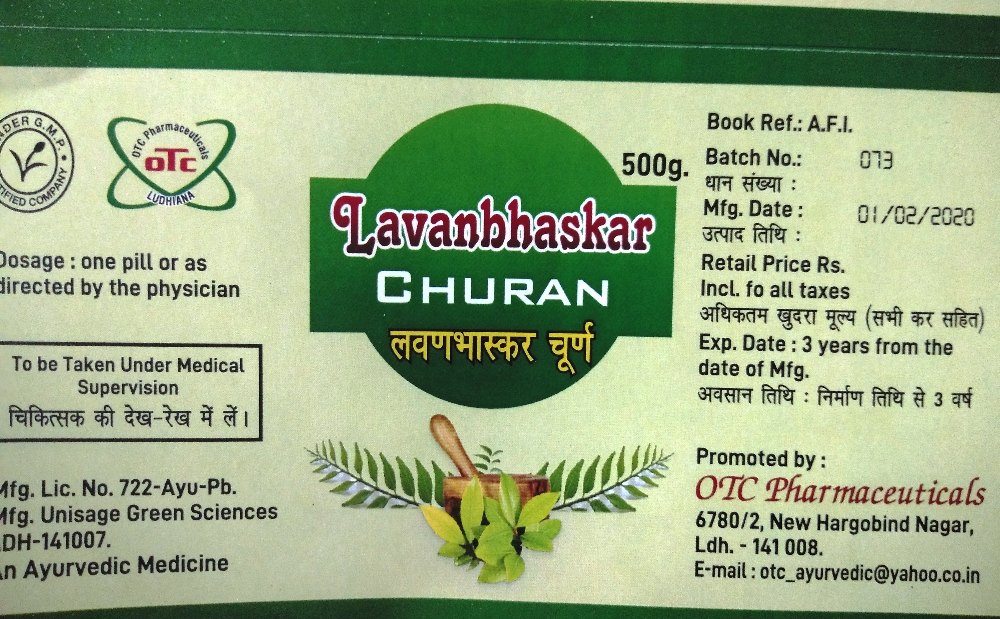 UNDER G.M.P.
CERTIFIED COMPANY
OTC Pharmaceuticals
OTC
LUDHIANA
Dosage : one pill or as
directed by the physician
To be Taken Under Medical
Supervision
चिकित्सक की देख-रेख में लें।
Mfg. Lic. No. 722-Ayu-Pb.
Mfg. Unisage Green Sciences
LDH-141007.
An Ayurvedic Medicine
500g.
Lavanbhaskar
CHURAN
लवणभास्कर चूर्ण
Book Ref.: A.F.I.
Batch No.: 073
धान संख्या :
Mfg. Date : 01/02/2020
उत्पाद तिथि :
Retail Price Rs.
Incl. fo all taxes
अधिकतम खुदरा मूल्य (सभी कर सहित)
Exp. Date : 3 years from the
date of Mfg.
अवसान तिथि : निर्माण तिथि से 3 वर्ष
Promoted by :
OTC Pharmaceuticals
6780/2, New Hargobind Nagar,
Ldh. - 141 008.
E-mail : otc_ayurvedic@yahoo.co.in